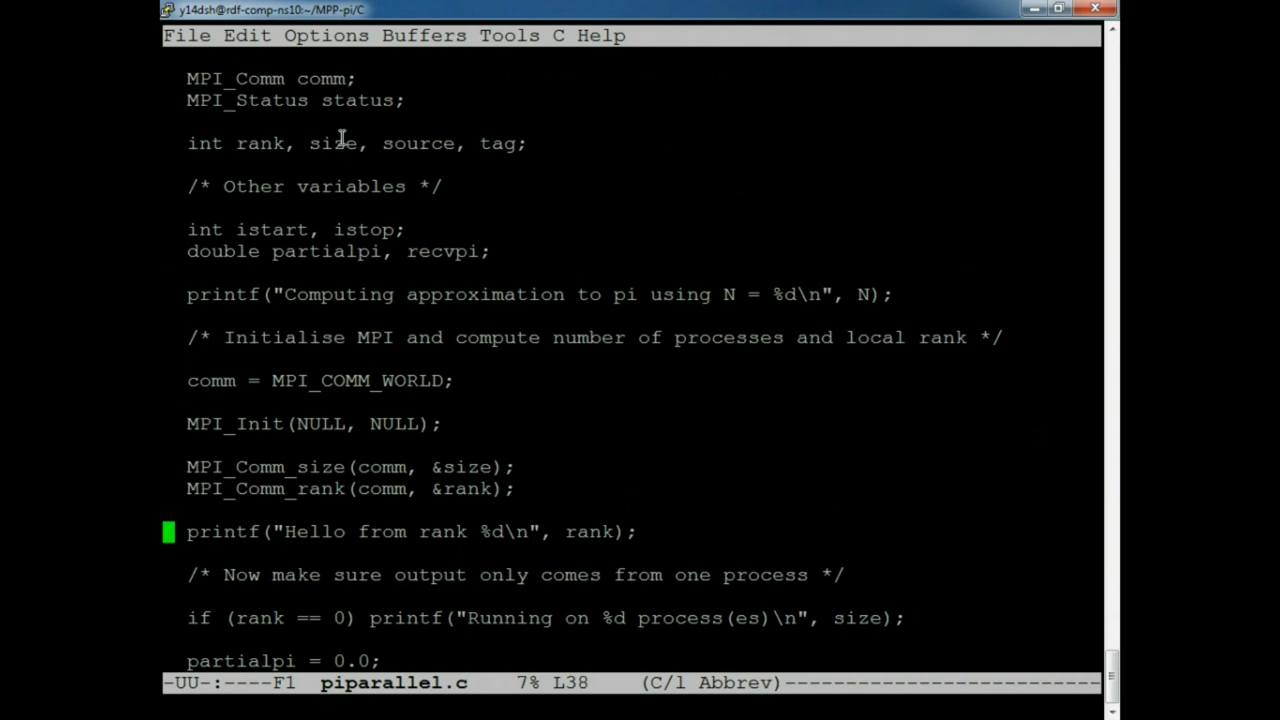 y14dsh@rdf-comp-ns10:~/MPP-pi/C
File Edit Options Buffers Tools C Help
MPI_Comm comm;
MPI_Status status;
int rank, size, source, tag;
/* Other variables */
int istart, istop;
double partialpi, recvpi;
printf("Computing approximation to pi using N = %d\n", N);
/* Initialise MPI and compute number of processes and local rank */
comm = MPI_COMM_WORLD;
MPI_Init(NULL, NULL);
MPI_Comm_size(comm, &size);
MPI_Comm_rank(comm, &rank);
printf("Hello from rank %d\n", rank);
/* Now make sure output only comes from one process */
if (rank == 0) printf("Running on %d process(es)\n", size);
partialpi = 0.0;
-UU-:----F1  piparallel.c    7% L38    (C/l Abbrev)--------------------------